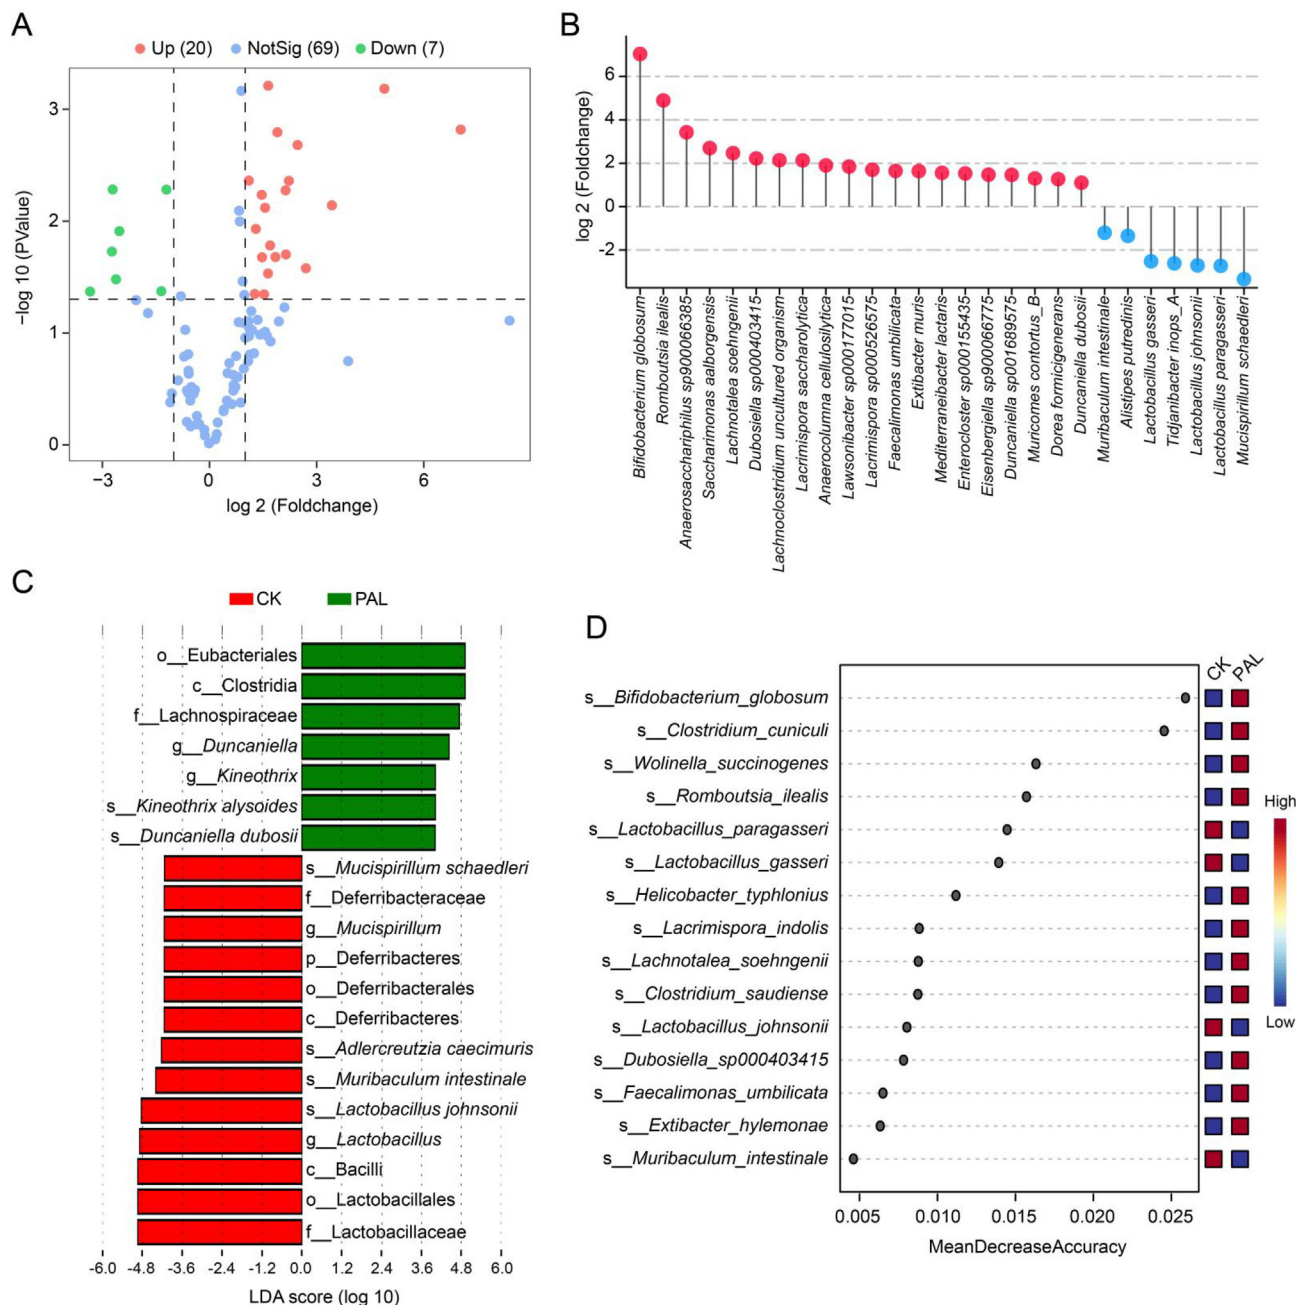 A
Up (20) NotSig (69) Down (7)
3
2
1
0
−3 0 3 6
−log 10 (PValue)
log 2 (Foldchange)
B
6
4
2
0
-2
log 2 (Foldchange)
Bifidobacterium globosum
Romboutsia ilealis
Anaerosacchariphilus sp900066385
Saccharimonas aalborgensis
Lachnotalea soehngenii
Dubosiella sp000403415
Lachnoclostridium uncultured organism
Lacrimispora saccharolytica
Anaerocolumna cellulosilytica
Lawsonibacter sp000177015
Lacrimispora sp000526575
Faecalimonas umbilicata
Extibacter muris
Mediterraneibacter lactaris
Enterocloster sp000155435
Eisenbergiella sp900066775
Duncaniella sp001689575
Muricomes contortus_B
Dorea formicigenerans
Duncaniella dubosii
Muribaculum intestinale
Alistipes putredinis
Lactobacillus gasseri
Tidjanibacter inops_A
Lactobacillus johnsonii
Lactobacillus paragasseri
Mucispirillum schaedleri
C
CK PAL
o__Eubacteriales
c__Clostridia
f__Lachnospiraceae
g__Duncaniella
g__Kineothrix
s__Kineothrix alysoides
s__Duncaniella dubosii
s__Mucispirillum schaedleri
f__Deferribacteraceae
g__Mucispirillum
p__Deferribacteres
o__Deferribacterales
c__Deferribacteres
s__Adlercreutzia caecimuris
s__Muribaculum intestinale
s__Lactobacillus johnsonii
g__Lactobacillus
c__Bacilli
o__Lactobacillales
f__Lactobacillaceae
-6.0 -4.8 -3.6 -2.4 -1.2 0.0 1.2 2.4 3.6 4.8 6.0
LDA score (log 10)
D
CK PAL
s__Bifidobacterium_globosum
s__Clostridium_cuniculi
s__Wolinella_succinogenes
s__Romboutsia_ilealis
s__Lactobacillus_paragasseri
s__Lactobacillus_gasseri
s__Helicobacter_typhlonius
s__Lacrimispora_indolis
s__Lachnotalea_soehngenii
s__Clostridium_saudiense
s__Lactobacillus_johnsonii
s__Dubosiella_sp000403415
s__Faecalimonas_umbilicata
s__Extibacter_hylemonae
s__Muribaculum_intestinale
0.005 0.010 0.015 0.020 0.025
MeanDecreaseAccuracy
High
Low